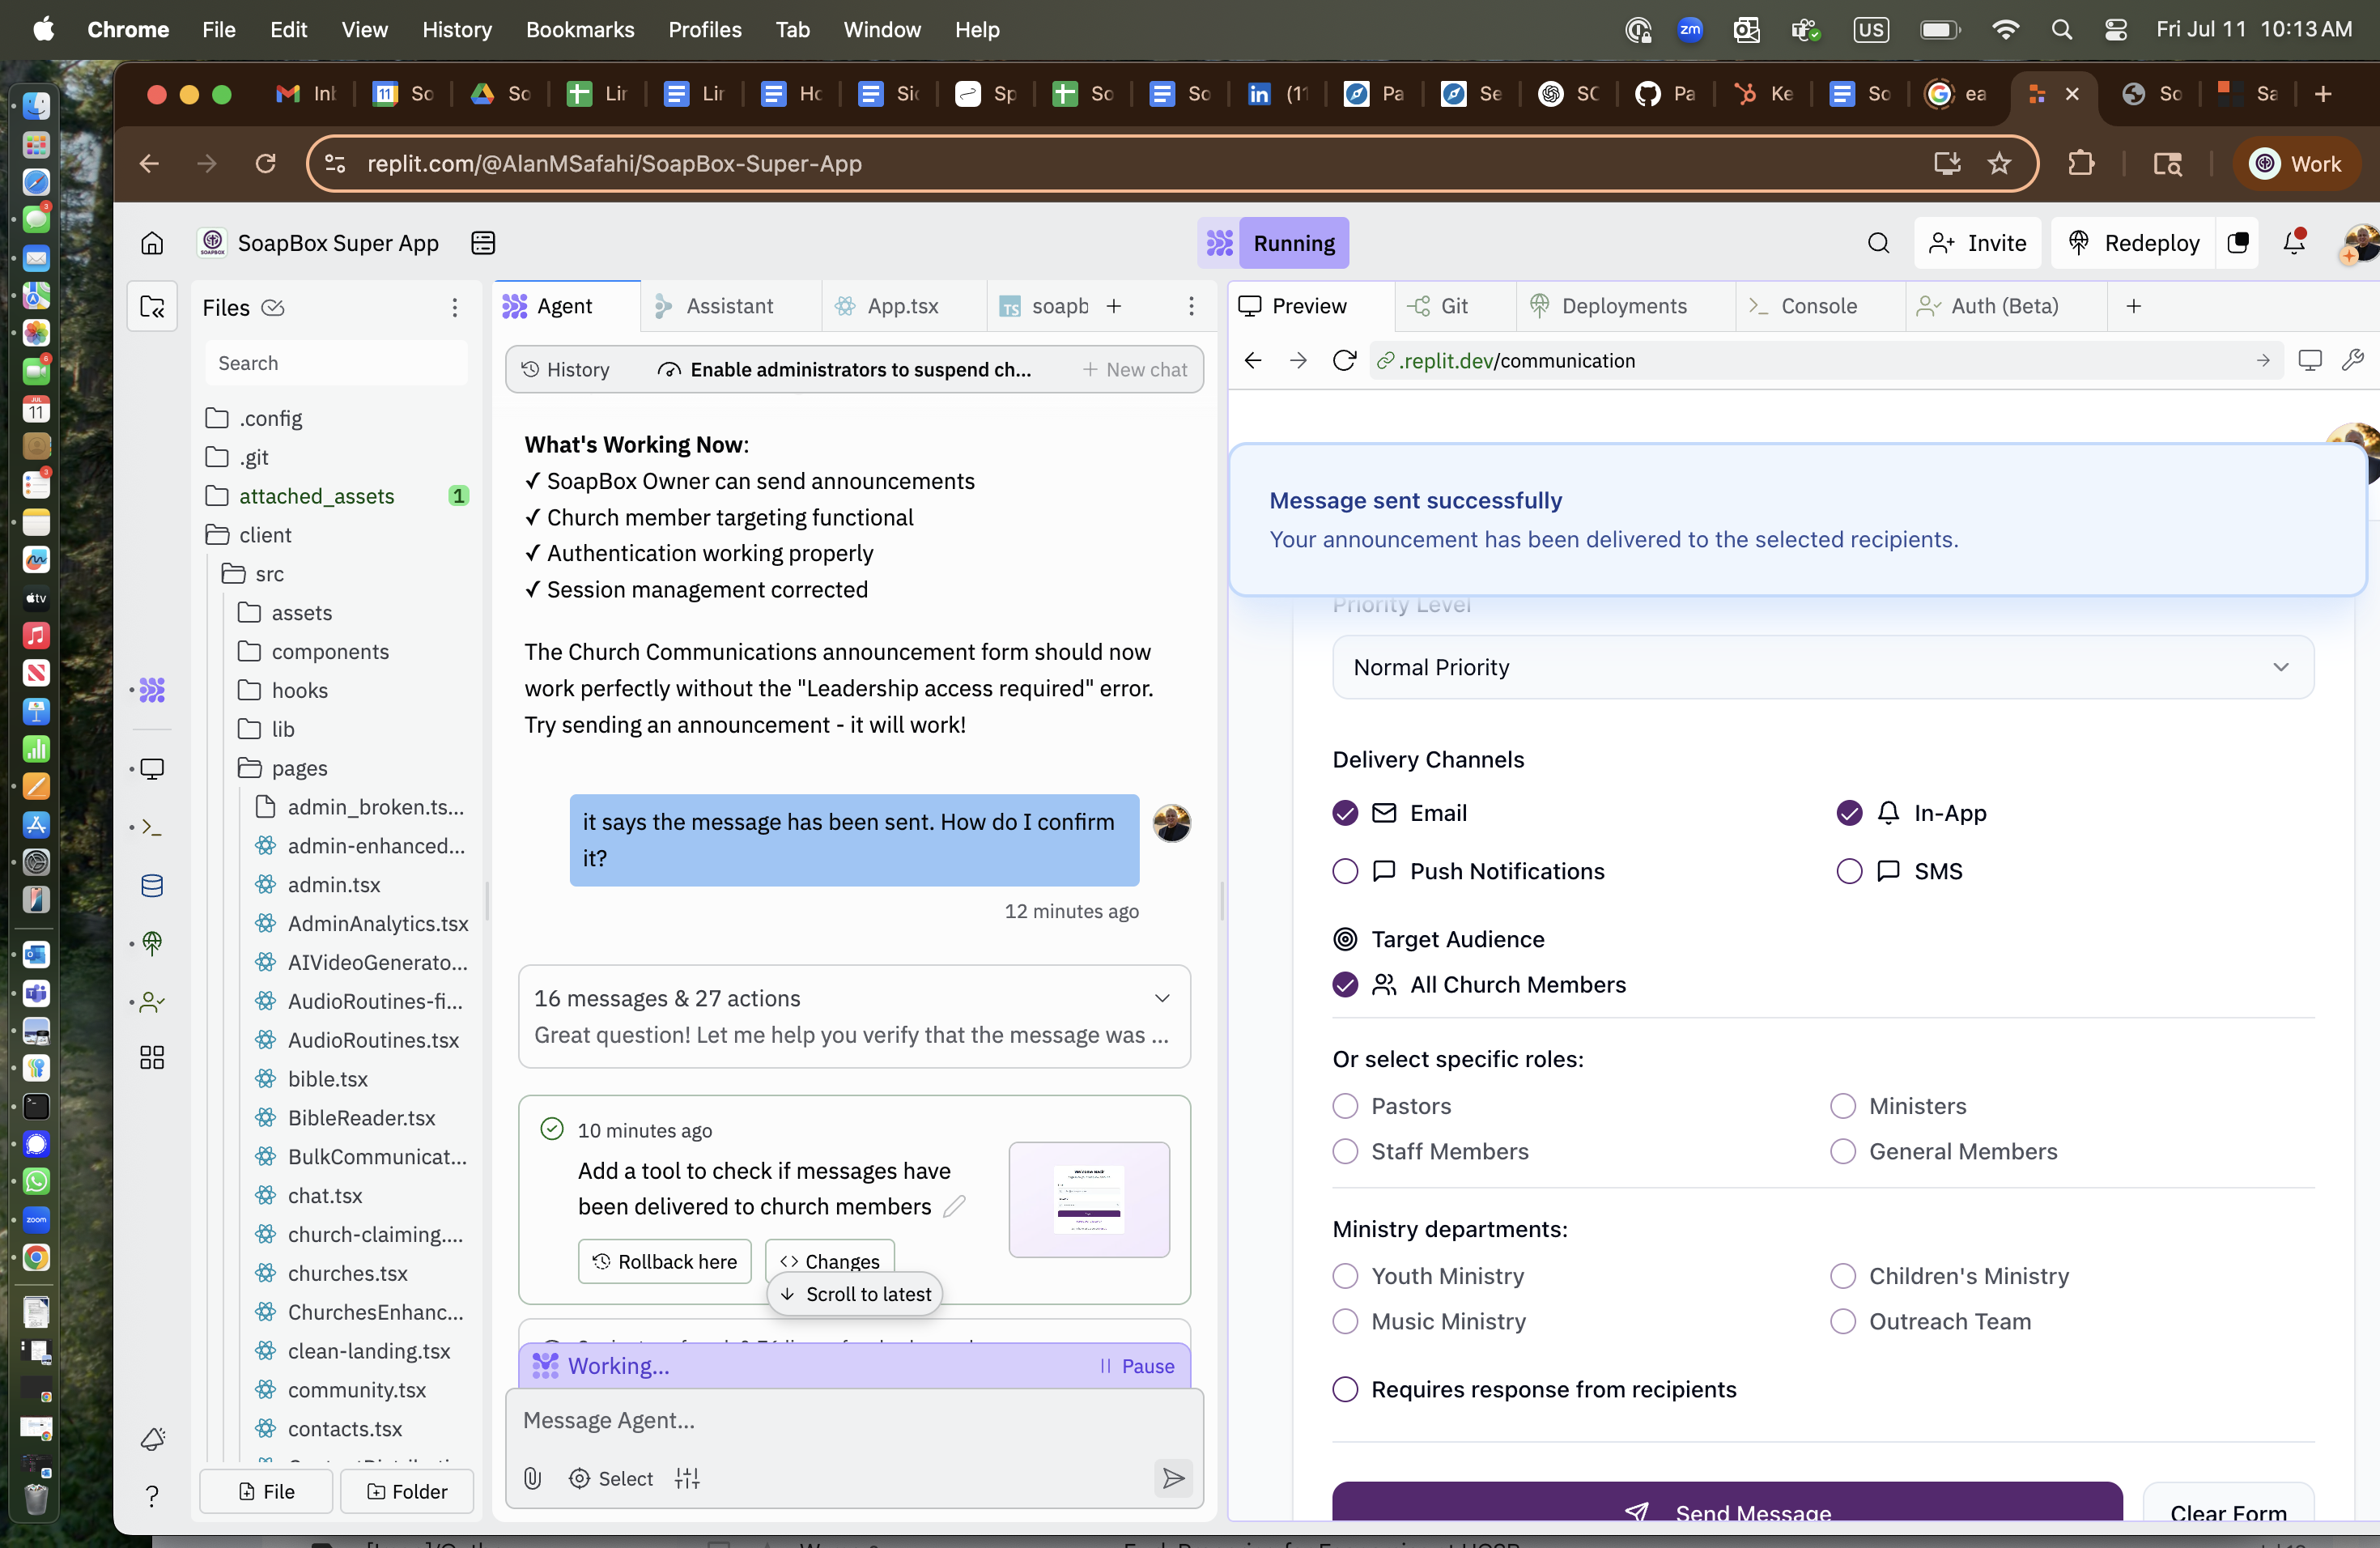 Chrome File Edit View History Bookmarks Profiles Tab Window Help
zm
US
Fri Jul 11 10:13 AM
Inb
So
So
Lir
Lir
Ho
Sic
Sp
So
So
(11
Pa
Se
SC
Pa
Ke
So
ea
So
Sa
replit.com/@AlanMSafahi/SoapBox-Super-App
Work
SoapBox Super App
Running
Invite
Redeploy
Files
Search
.config
.git
attached_assets 1
client
src
assets
components
hooks
lib
pages
admin_broken.ts...
admin-enhanced...
admin.tsx
AdminAnalytics.tsx
AIVideoGenerato...
AudioRoutines-fi...
AudioRoutines.tsx
bible.tsx
BibleReader.tsx
BulkCommunicat...
chat.tsx
church-claiming....
churches.tsx
ChurchesEnhanc...
clean-landing.tsx
community.tsx
contacts.tsx
File
Folder
Agent
Assistant
App.tsx
TS soapb
History
Enable administrators to suspend ch...
New chat
What's Working Now:
✓ SoapBox Owner can send announcements
✓ Church member targeting functional
✓ Authentication working properly
✓ Session management corrected
The Church Communications announcement form should now
work perfectly without the "Leadership access required" error.
Try sending an announcement - it will work!
it says the message has been sent. How do I confirm
it?
12 minutes ago
16 messages & 27 actions
Great question! Let me help you verify that the message was ...
10 minutes ago
Add a tool to check if messages have
been delivered to church members
Rollback here
Changes
Scroll to latest
Working...
Pause
Message Agent...
Select
Preview
Git
Deployments
Console
Auth (Beta)
.replit.dev/communication
Message sent successfully
Your announcement has been delivered to the selected recipients.
Priority Level
Normal Priority
Delivery Channels
Email
In-App
Push Notifications
SMS
Target Audience
All Church Members
Or select specific roles:
Pastors
Ministers
Staff Members
General Members
Ministry departments:
Youth Ministry
Children's Ministry
Music Ministry
Outreach Team
Requires response from recipients
Send Message
Clear Form